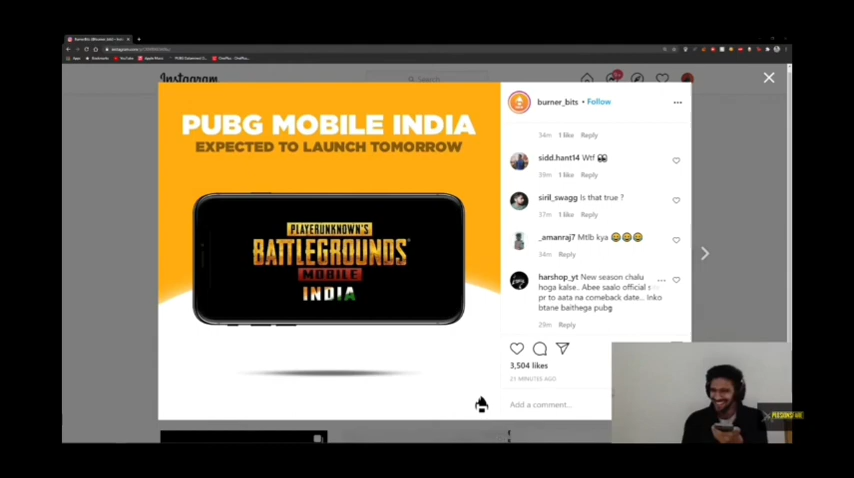 Instagram
Search
PUBG MOBILE INDIA
EXPECTED TO LAUNCH TOMORROW
PLAYERUNKNOWN'S
BATTLEGROUNDS
MOBILE
INDIA
burner_bits • Follow
34m 1 like Reply
sidd.hant14 Wtf 👀
39m 1 like Reply
siril_swagg Is that true ?
37m 1 like Reply
_amanraj7 Mtlb kya 😂😂😂
34m Reply
harshop_yt New season chalu
hoga kalse.. Abee saalo official
pr to aata na comeback date.. Inko
btane baithega pubg
29m Reply
3,504 likes
21 MINUTES AGO
Add a comment...